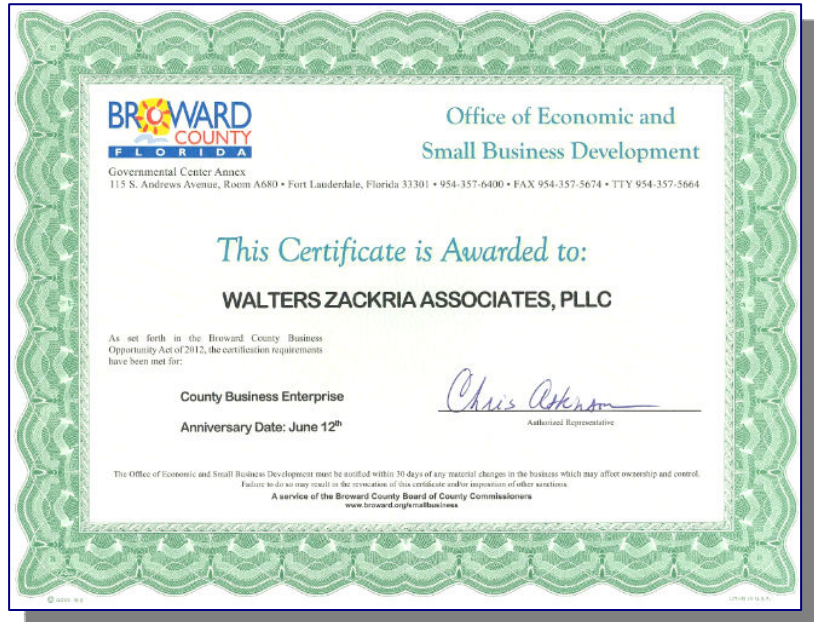 BROWARD
COUNTY
FLORIDA
Office of Economic and
Small Business Development
Governmental Center Annex
115 S. Andrews Avenue, Room A680 • Fort Lauderdale, Florida 33301 • 954-357-6400 • FAX 954-357-5674 • TTY 954-357-5664
This Certificate is Awarded to:
WALTERS ZACKRIA ASSOCIATES, PLLC
As set forth in the Broward County Business
Opportunity Act of 2012, the certification requirements
have been met for:
County Business Enterprise
Anniversary Date: June 12th
Chris Atkinson
Authorized Representative
The Office of Economic and Small Business Development must be notified within 30 days of any material changes in the business which may affect ownership and control.
Failure to do so may result in the revocation of this certificate and/or imposition of other sanctions.
A service of the Broward County Board of County Commissioners
www.broward.org/smallbusiness